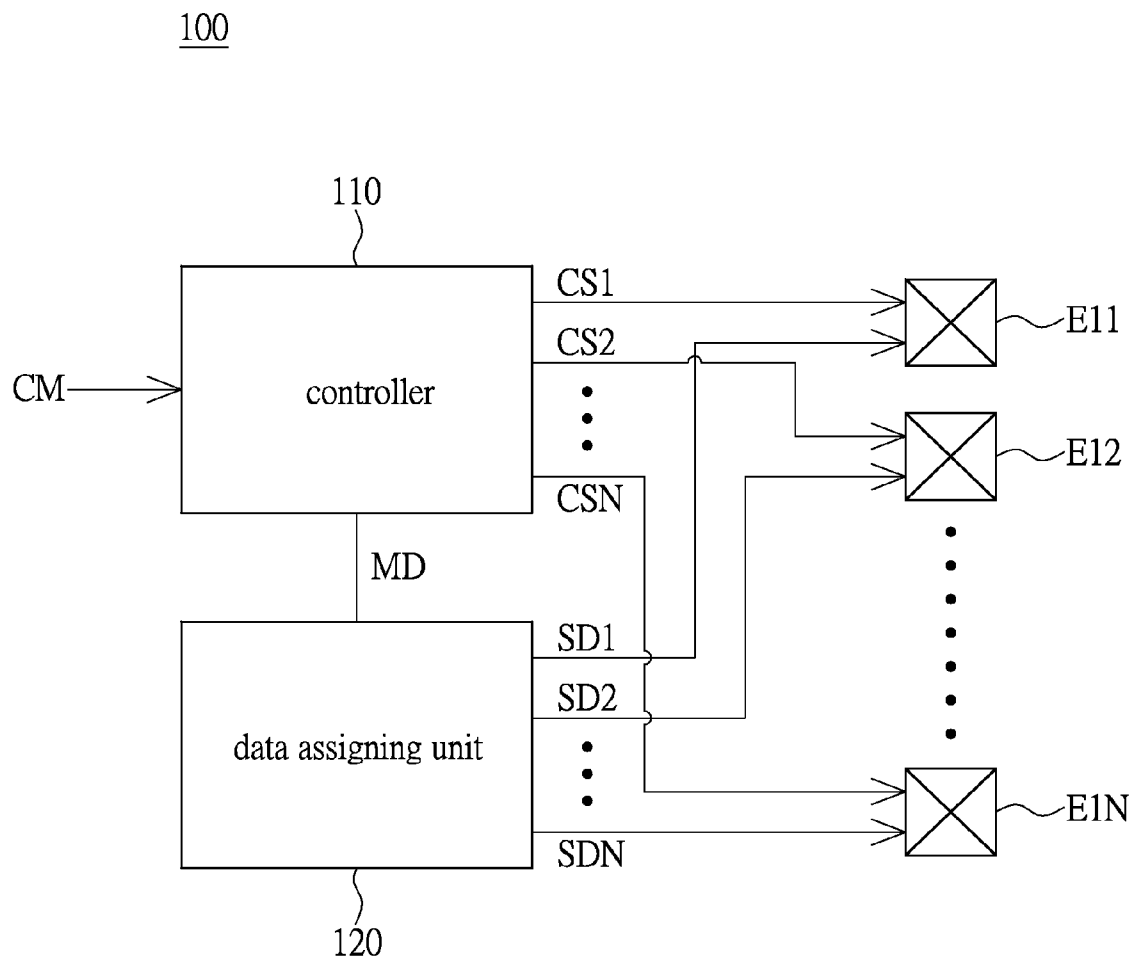 100
110
CS1
E11
CS2
CM
controller
E12
CSN
MD
SD1
SD2
data assigning unit
E1N
SDN
120